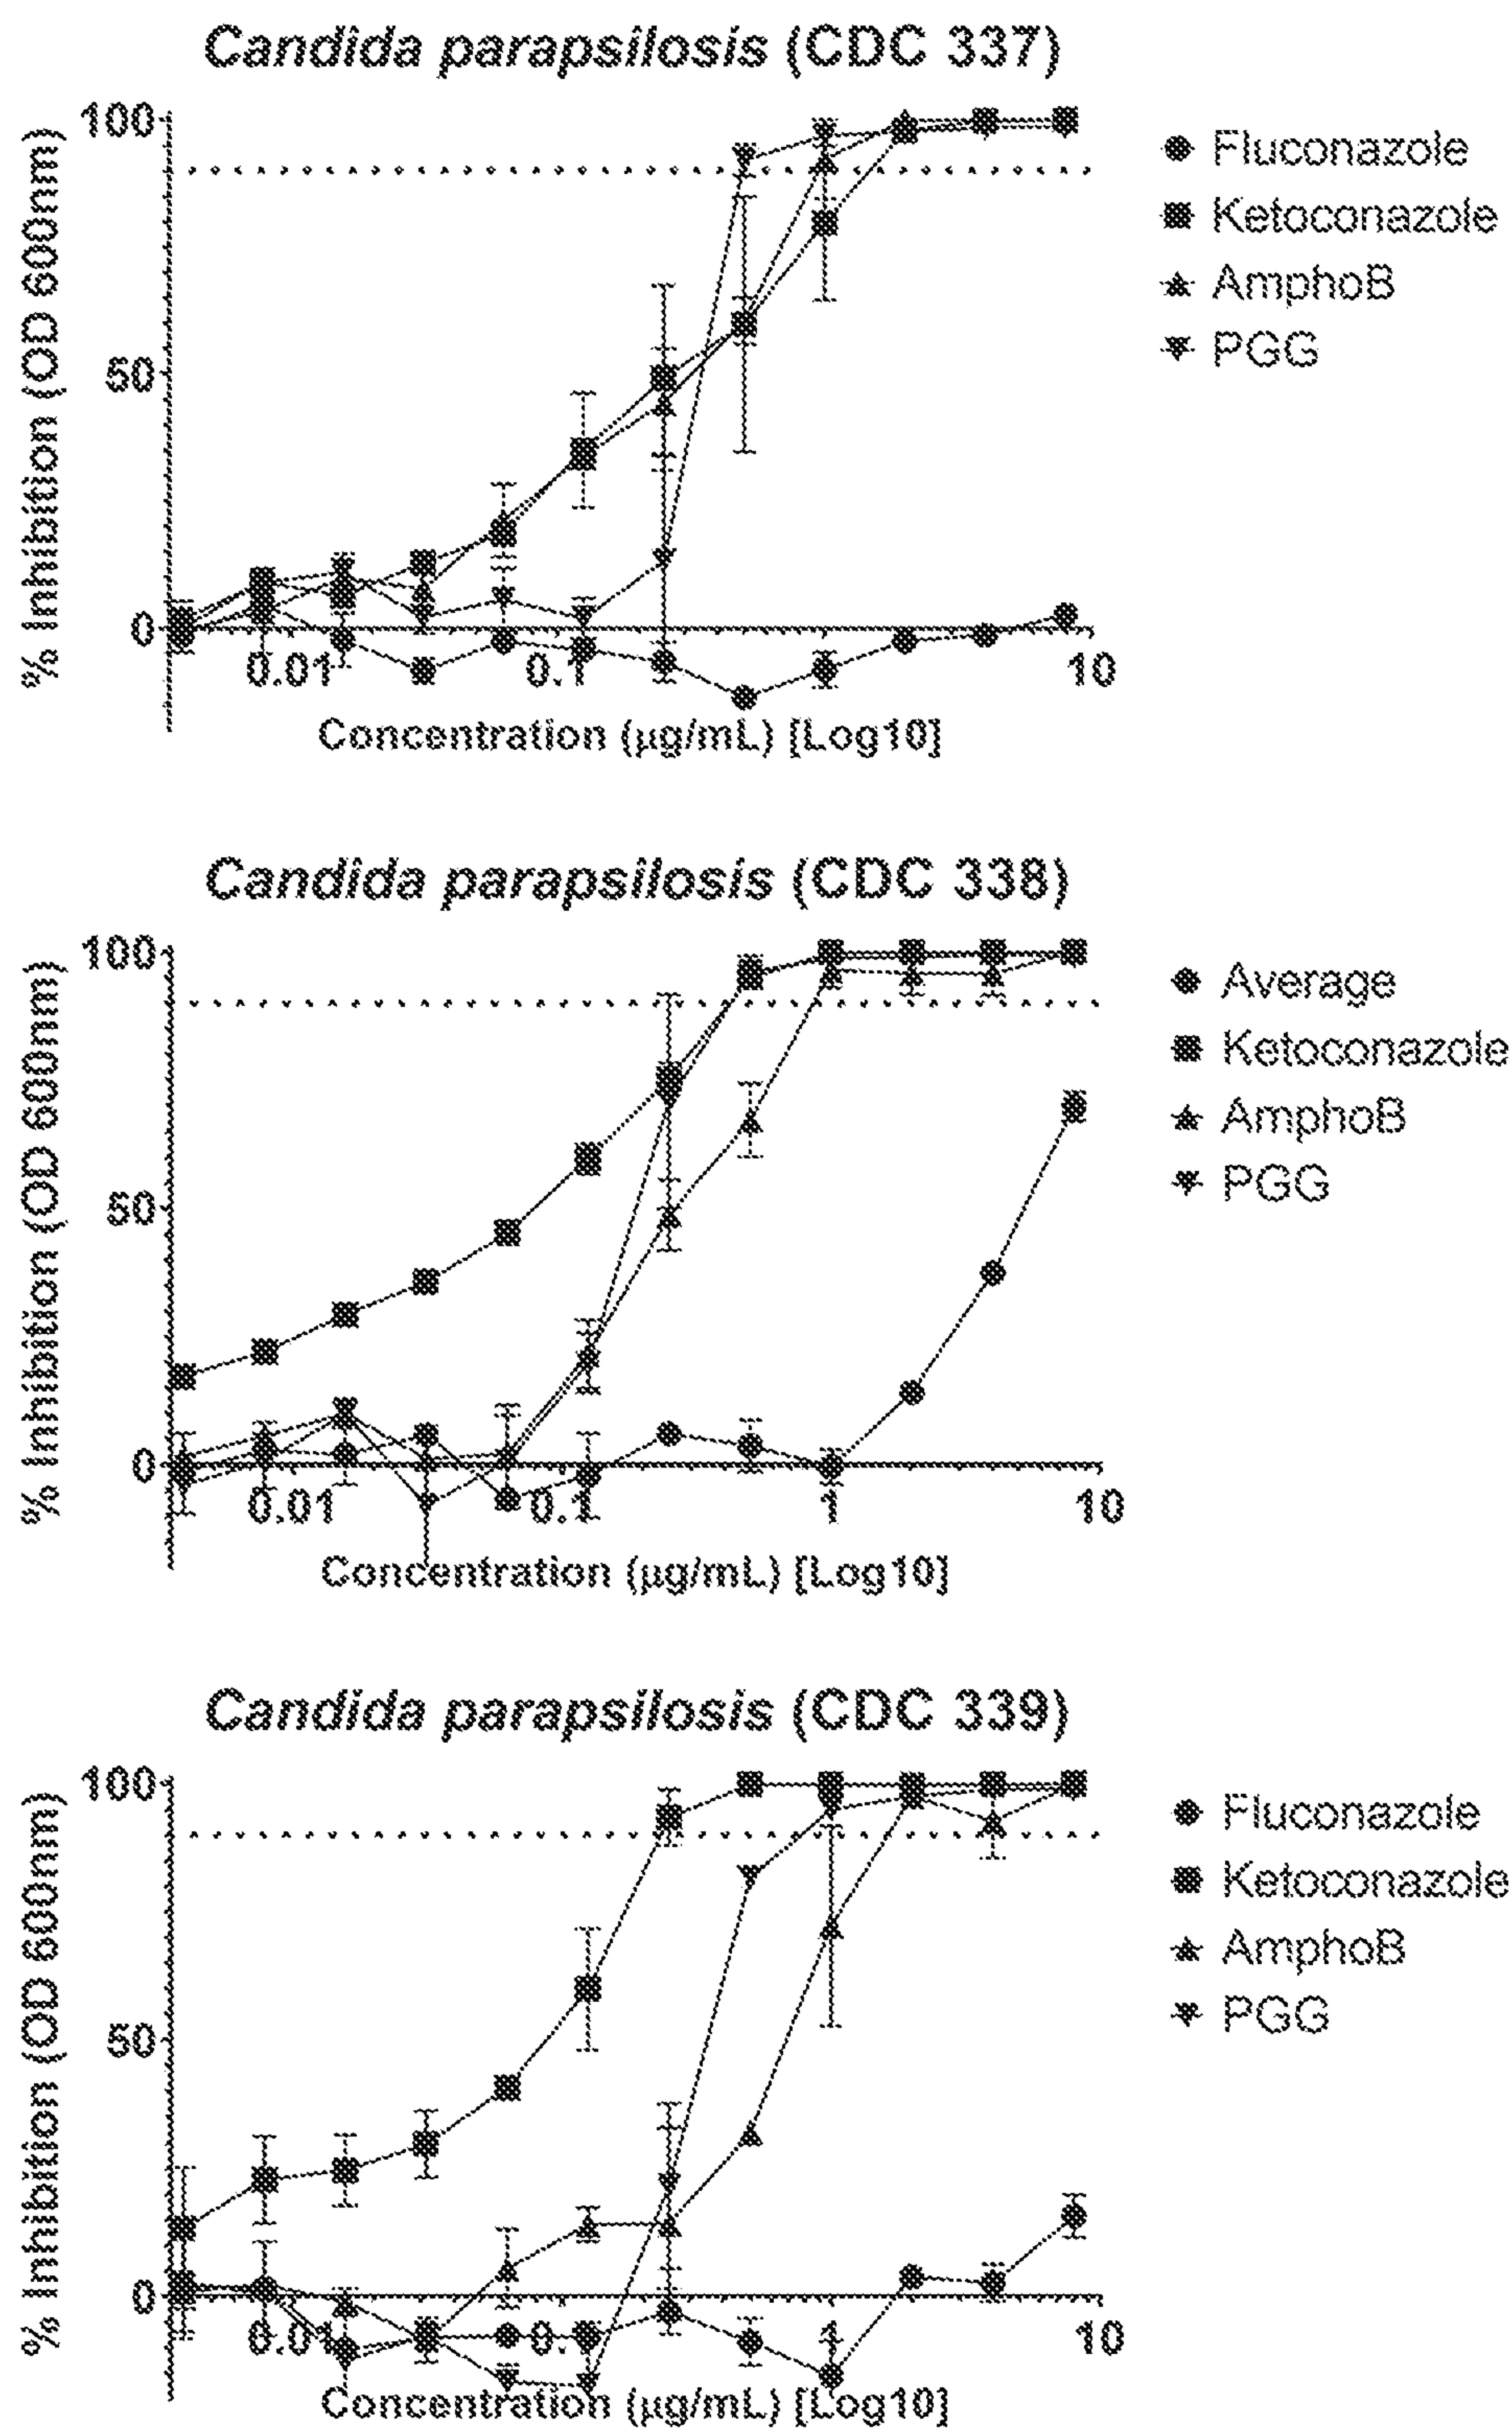 Candida parapsilosis (CDC 337)
% Inhibition (OD 600nm)
100
50
0
0.01
0.1
10
Concentration (µg/mL) [Log10]
Fluconazole
Ketoconazole
AmphoB
PGG
Candida parapsilosis (CDC 338)
% Inhibition (OD 600nm)
100
50
0
0.01
0.1
1
10
Concentration (µg/mL) [Log10]
Average
Ketoconazole
AmphoB
PGG
Candida parapsilosis (CDC 339)
% Inhibition (OD 600nm)
100
50
0
0.01
0.
1
10
Concentration (µg/mL) [Log10]
Fluconazole
Ketoconazole
AmphoB
PGG